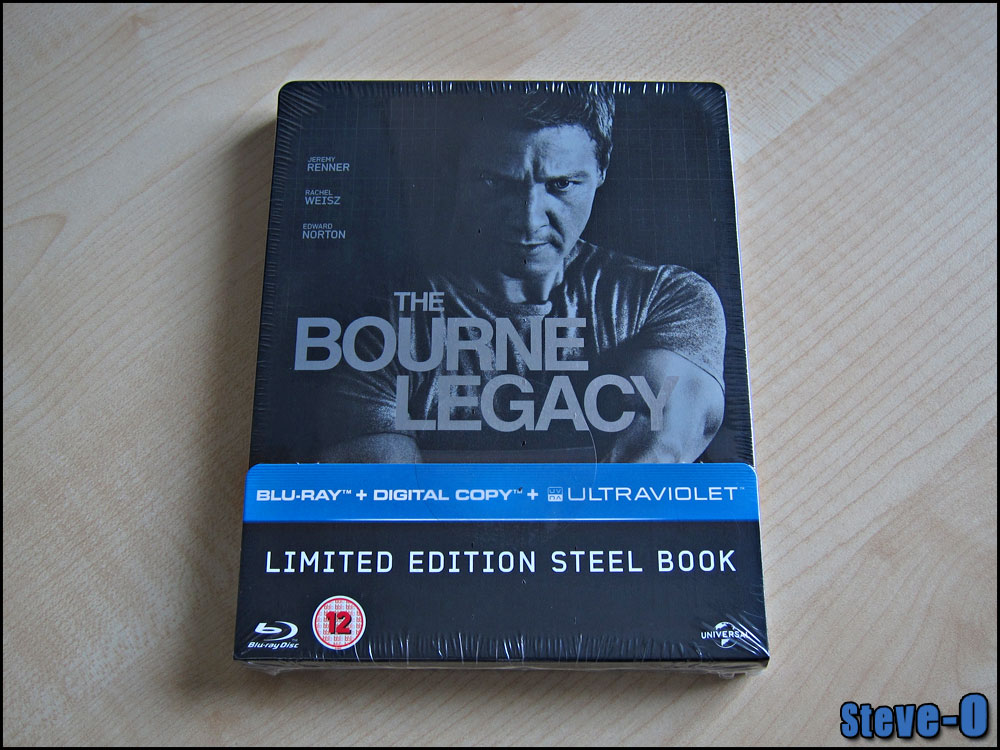 JEREMY
RENNER
RACHEL
WEISZ
EDWARD
NORTON
THE
BOURNE
LEGACY
BLU-RAY™ + DIGITAL COPY™ + UV ULTRAVIOLET™
LIMITED EDITION STEEL BOOK
Blu-ray Disc
12
UNIVERSAL
Steve-O